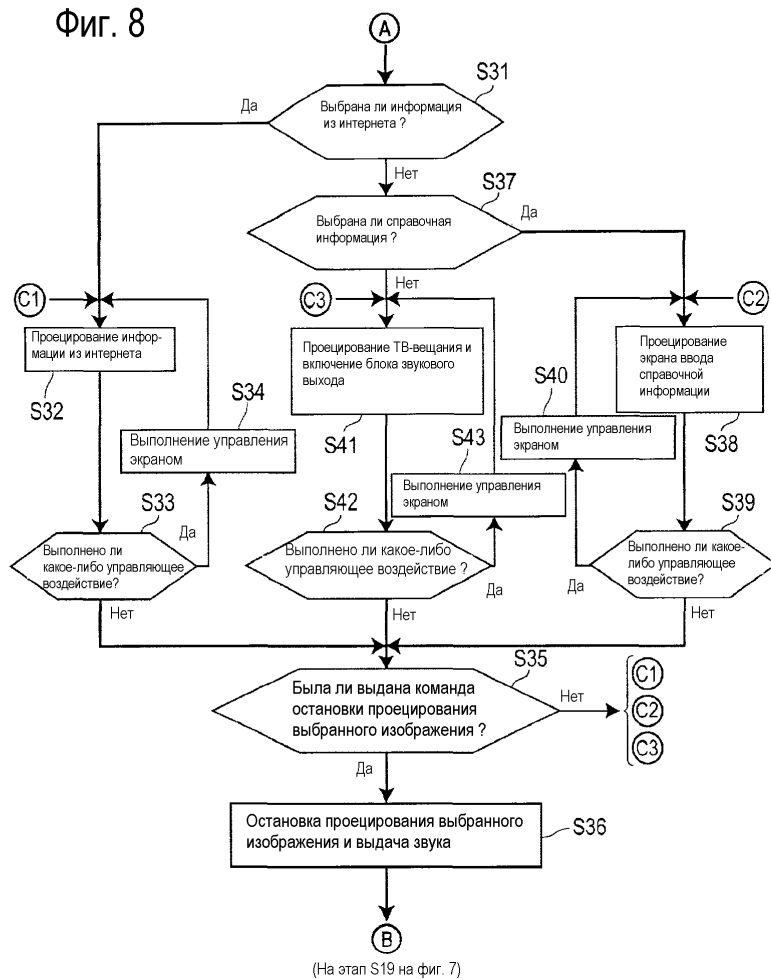 Фиг. 8
A
S31
Выбрана ли информация
из интернета ?
Да
Нет
S37
Выбрана ли справочная
информация ?
Да
Нет
C1
C3
C2
Проецирование инфор-
мации из интернета
S32
Проецирование ТВ-вещания и
включение блока звукового
выхода
S41
Проецирование
экрана ввода
справочной
информации
S38
S34
Выполнение управления
экраном
S43
Выполнение управления
экраном
S40
Выполнение управления
экраном
S33
Выполнено ли
какое-либо управляющее
воздействие?
Да
Нет
S42
Выполнено ли какое-либо
управляющее воздействие ?
Да
Нет
S39
Выполнено ли какое-
либо управляющее
воздействие?
Да
Нет
S35
Была ли выдана команда
остановки проецирования
выбранного изображения ?
Нет
C1
C2
C3
Да
Остановка проецирования выбранного
изображения и выдача звука
S36
B
(На этап S19 на фиг. 7)